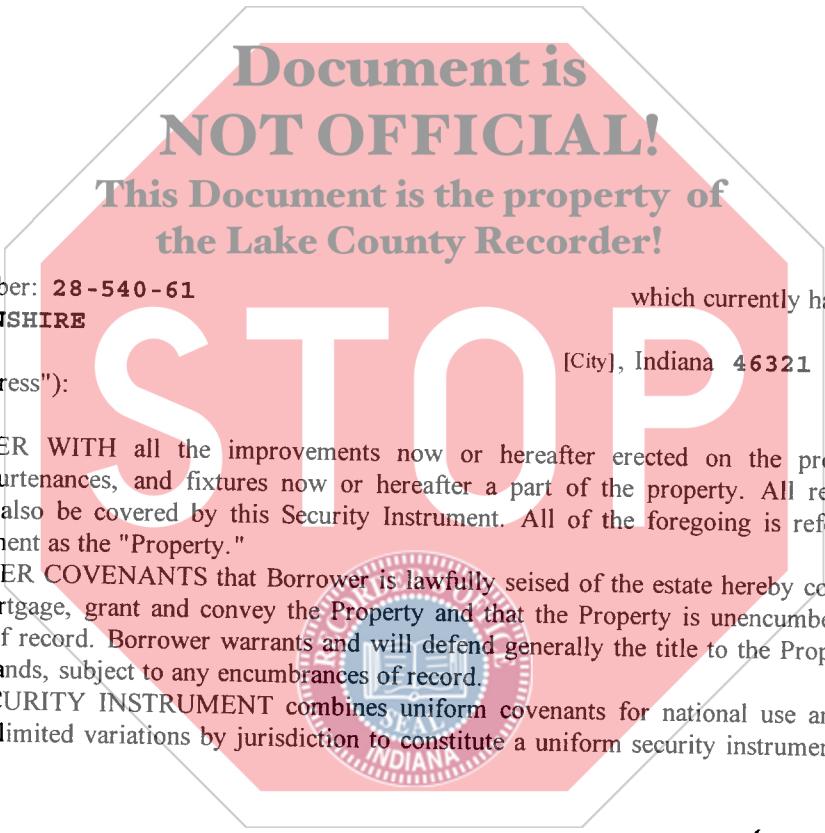 Document is
NOT OFFICIAL!
This Document is the property of
the Lake County Recorder!
ber: 28-540-61 which currently ha
NSHIRE
[City], Indiana 46321
ress"):
STOP
ER WITH all the improvements now or hereafter erected on the pro
urtenances, and fixtures now or hereafter a part of the property. All re
also be covered by this Security Instrument. All of the foregoing is refe
nent as the "Property."
ER COVENANTS that Borrower is lawfully seised of the estate hereby co
rtgage, grant and convey the Property and that the Property is unencumbe
f record. Borrower warrants and will defend generally the title to the Prop
ands, subject to any encumbrances of record.
CURITY INSTRUMENT combines uniform covenants for national use an
limited variations by jurisdiction to constitute a uniform security instrumen
SEAL
INDIANA